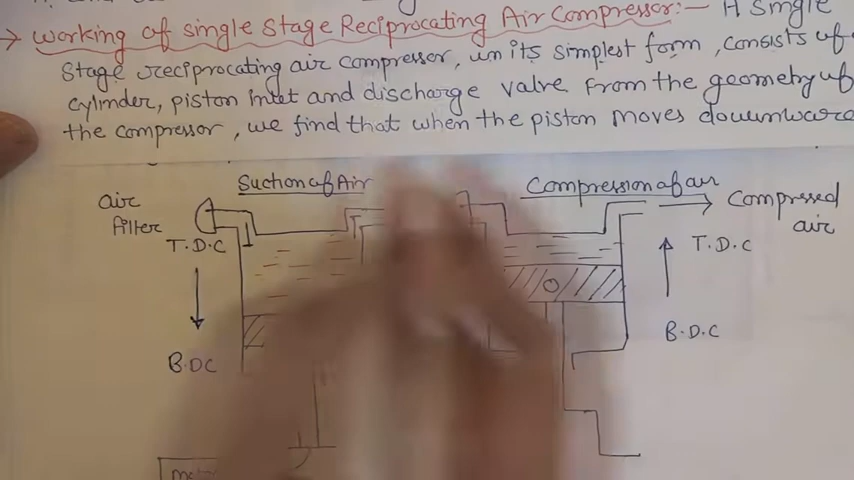 → Working of single Stage Reciprocating Air Compressor:- A Single
Stage reciprocating air compressor, in its simplest form, consists of
cylinder, piston inlet and discharge valve from the geometry of
the compressor, we find that when the piston moves downward
Suction of Air
Compression of air
air
filter
Compressed
air
T.D.C
T.D.C
B.D.C
B.DC